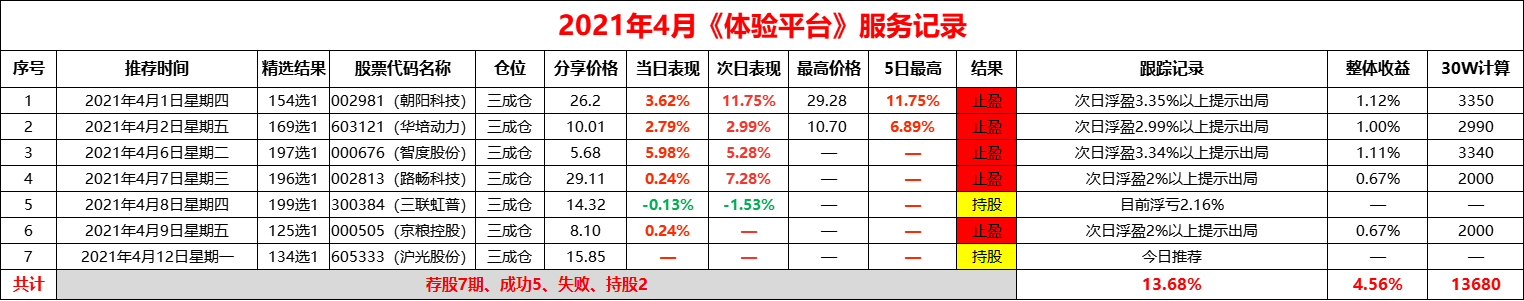 2021年4月《体验平台》服务记录
序号 推荐时间 精选结果 股票代码名称 仓位 分享价格 当日表现 次日表现 最高价格 5日最高 结果 跟踪记录 整体收益 30W计算
1 2021年4月1日星期四 154选1 002981（朝阳科技） 三成仓 26.2 3.62% 11.75% 29.28 11.75% 止盈 次日浮盈3.35%以上提示出局 1.12% 3350
2 2021年4月2日星期五 169选1 603121（华培动力） 三成仓 10.01 2.79% 2.99% 10.70 6.89% 止盈 次日浮盈2.99%以上提示出局 1.00% 2990
3 2021年4月6日星期二 197选1 000676（智度股份） 三成仓 5.68 5.98% 5.28% — — 止盈 次日浮盈3.34%以上提示出局 1.11% 3340
4 2021年4月7日星期三 196选1 002813（路畅科技） 三成仓 29.11 0.24% 7.28% — — 止盈 次日浮盈2%以上提示出局 0.67% 2000
5 2021年4月8日星期四 199选1 300384（三联虹普） 三成仓 14.32 -0.13% -1.53% — — 持股 目前浮亏2.16% — —
6 2021年4月9日星期五 125选1 000505（京粮控股） 三成仓 8.10 0.24% — — — 止盈 次日浮盈2%以上提示出局 0.67% 2000
7 2021年4月12日星期一 134选1 605333（沪光股份） 三成仓 15.85 — — — — 持股 今日推荐 — —
共计 荐股7期、成功5、失败、持股2 13.68% 4.56% 13680